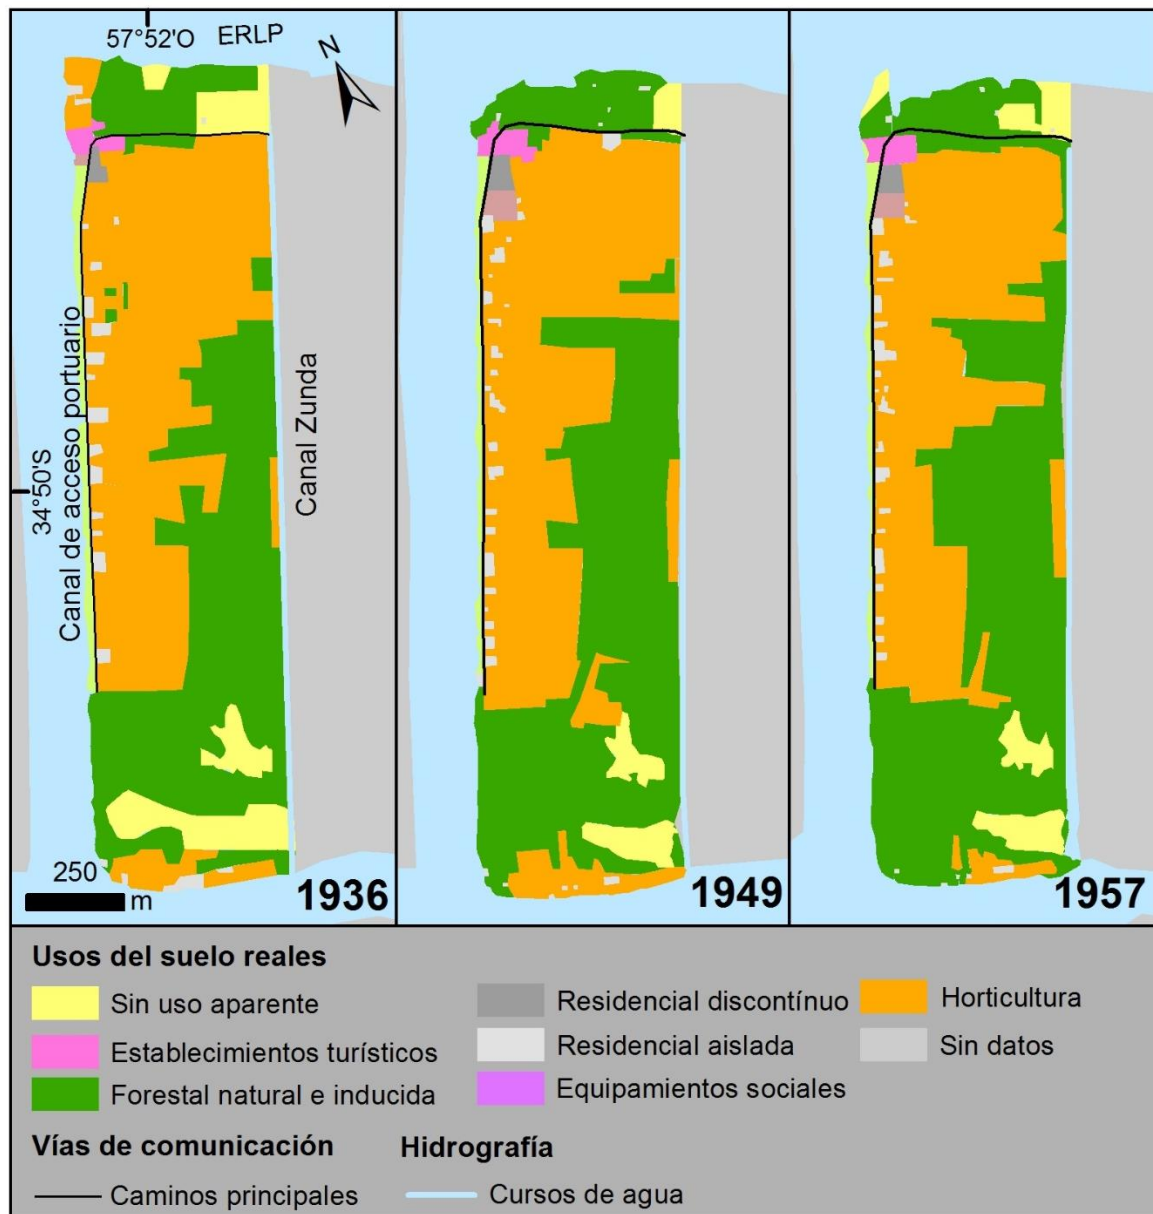 57°52'O
ERLP
N
Canal de acceso portuario
34°50'S
Canal Zunda
250
m
1936
1949
1957
Usos del suelo reales
Sin uso aparente
Establecimientos turísticos
Forestal natural e inducida
Residencial discontínuo
Residencial aislada
Equipamientos sociales
Horticultura
Sin datos
Vías de comunicación
Caminos principales
Hidrografía
Cursos de agua